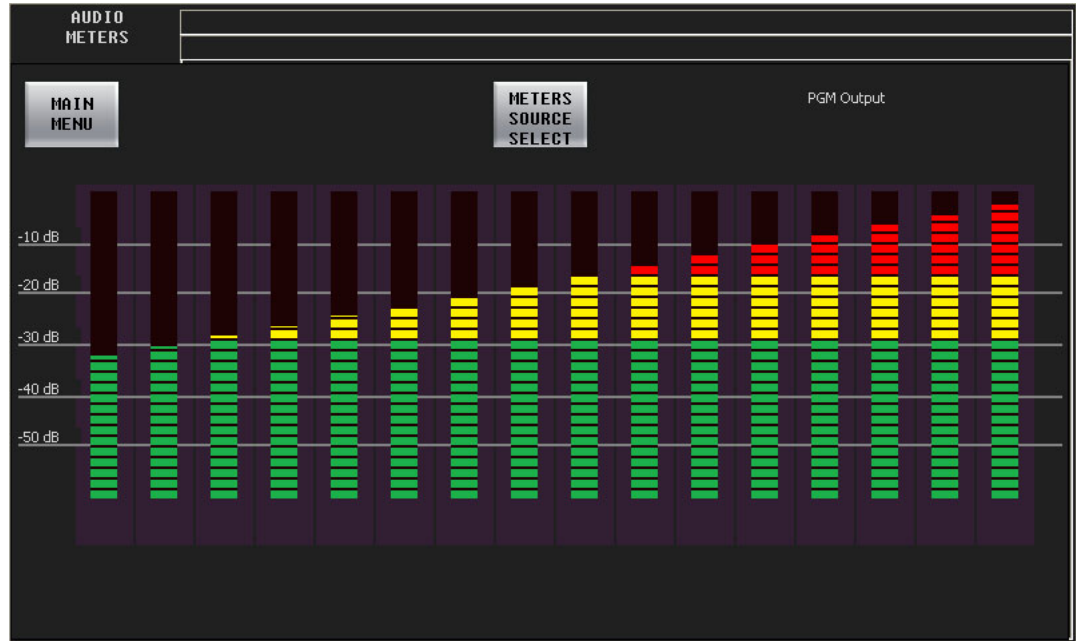 AUDIO
METERS
MAIN
MENU
METERS
SOURCE
SELECT
PGM Output
-10 dB
-20 dB
-30 dB
-40 dB
-50 dB